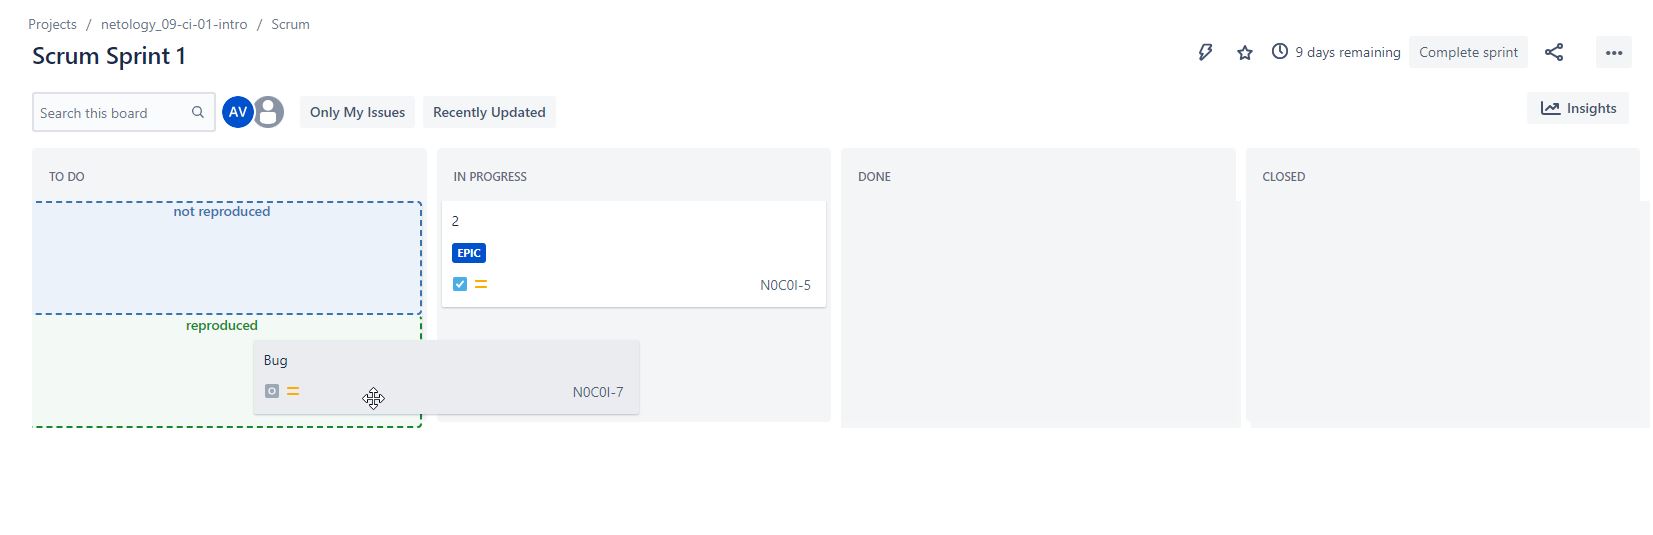 Projects / netology_09-ci-01-intro / Scrum
Scrum Sprint 1
9 days remaining
Complete sprint
Search this board
AV
Only My Issues
Recently Updated
Insights
TO DO
IN PROGRESS
DONE
CLOSED
not reproduced
2
EPIC
N0C0I-5
reproduced
Bug
N0C0I-7